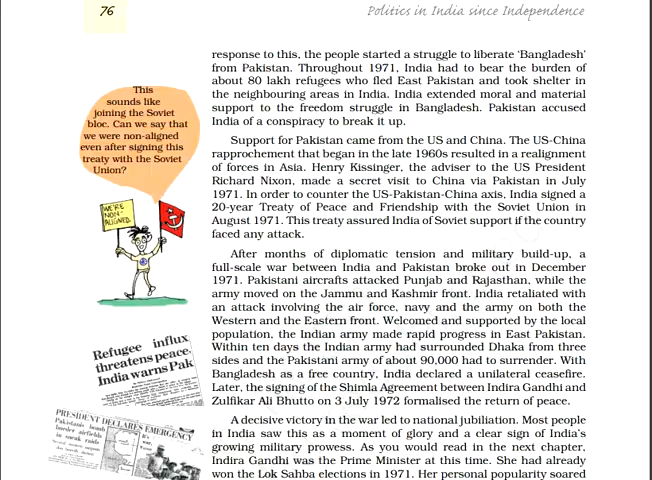 76
Politics in India since Independence
response to this, the people started a struggle to liberate 'Bangladesh'
from Pakistan. Throughout 1971, India had to bear the burden of
about 80 lakh refugees who fled East Pakistan and took shelter in
the neighbouring areas in India. India extended moral and material
support to the freedom struggle in Bangladesh. Pakistan accused
India of a conspiracy to break it up.
This
sounds like
joining the Soviet
bloc. Can we say that
we were non-aligned
even after signing this
treaty with the Soviet
Union?
WE'RE
NON-
ALIGNED
Support for Pakistan came from the US and China. The US-China
rapprochement that began in the late 1960s resulted in a realignment
of forces in Asia. Henry Kissinger, the adviser to the US President
Richard Nixon, made a secret visit to China via Pakistan in July
1971. In order to counter the US-Pakistan-China axis, India signed a
20-year Treaty of Peace and Friendship with the Soviet Union in
August 1971. This treaty assured India of Soviet support if the country
faced any attack.
After months of diplomatic tension and military build-up, a
full-scale war between India and Pakistan broke out in December
1971. Pakistani aircrafts attacked Punjab and Rajasthan, while the
army moved on the Jammu and Kashmir front. India retaliated with
an attack involving the air force, navy and the army on both the
Western and the Eastern front. Welcomed and supported by the local
population, the Indian army made rapid progress in East Pakistan.
Within ten days the Indian army had surrounded Dhaka from three
sides and the Pakistani army of about 90,000 had to surrender. With
Bangladesh as a free country, India declared a unilateral ceasefire.
Later, the signing of the Shimla Agreement between Indira Gandhi and
Zulfikar Ali Bhutto on 3 July 1972 formalised the return of peace.
Refugee influx
threatens peace,
India warns Pak
PRESIDENT DECLARES EMERGENCY
Pakistanis bomb
border airfields
in sneak raids
A decisive victory in the war led to national jubiliation. Most people
in India saw this as a moment of glory and a clear sign of India's
growing military prowess. As you would read in the next chapter,
Indira Gandhi was the Prime Minister at this time. She had already
won the Lok Sahba elections in 1971. Her personal popularity soared